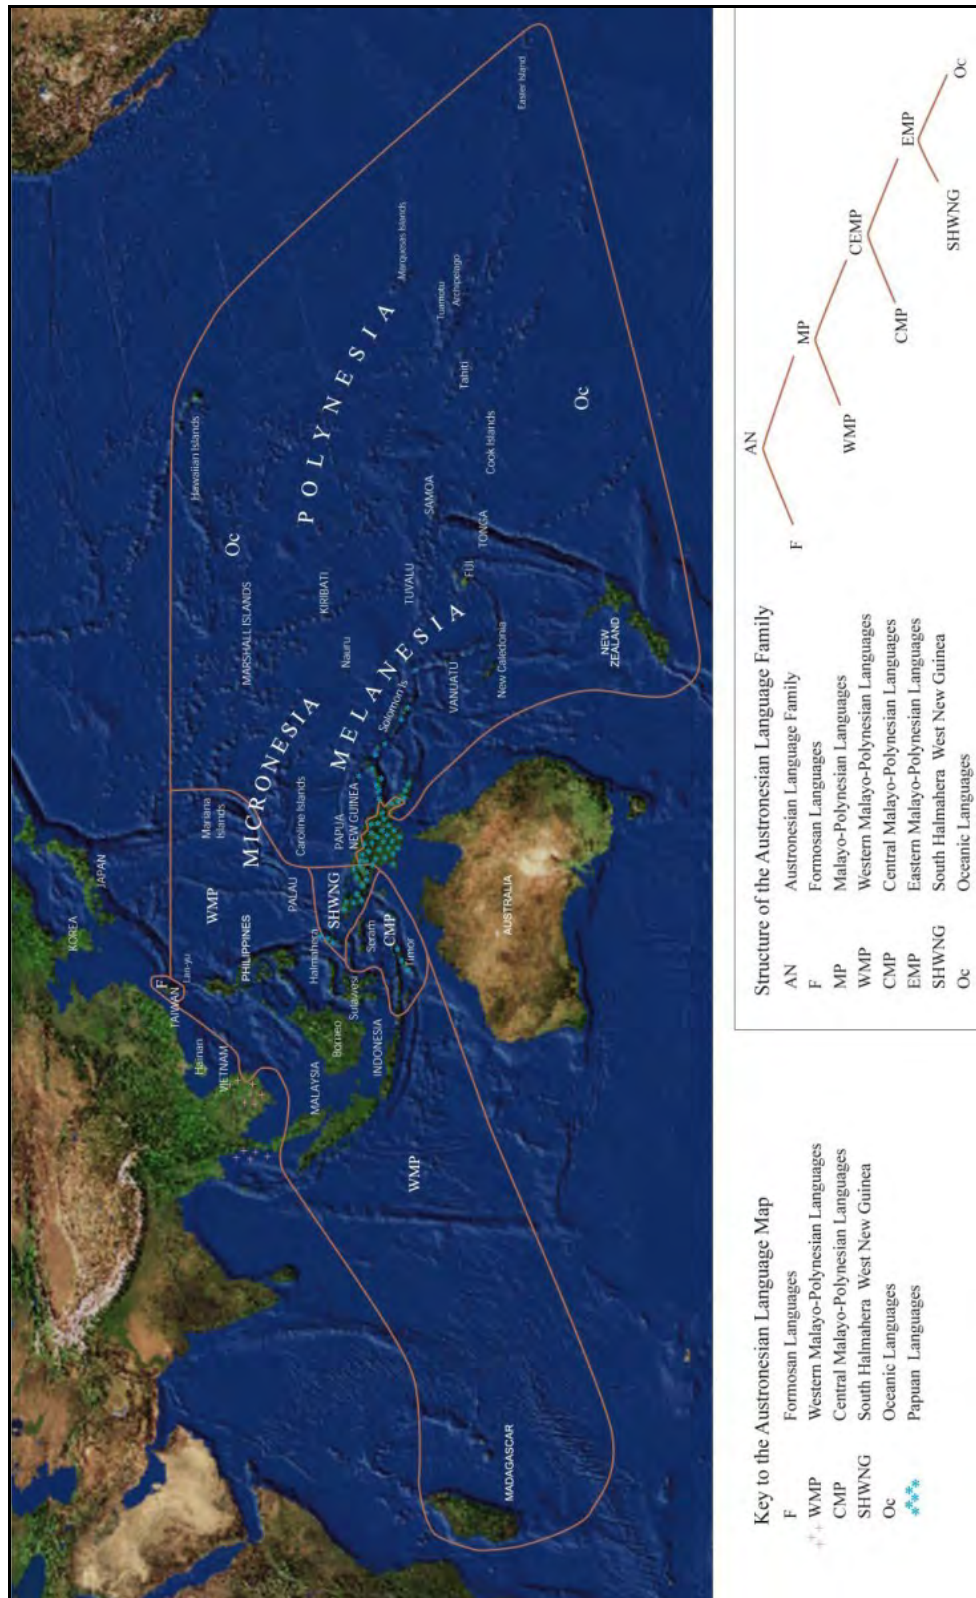 KOREA
JAPAN
TAIWAN
F
Lan-yu
Hainan
VIETNAM
PHILIPPINES
WMP
Mariana
Islands
MICRONESIA
MARSHALL ISLANDS
Oc
Hawaiian Islands
MALAYSIA
Borneo
Sulawesi
Halmahera
PALAU
Caroline Islands
SHWNG
PAPUA
NEW GUINEA
Nauru
KIRIBATI
POLYNESIA
Marquesas Islands
INDONESIA
Seram
CMP
Timor
MELANESIA
Solomon Is
TUVALU
SAMOA
Tuamotu
Archipelago
Tahiti
Easter Island
WMP
VANUATU
FIJI
TONGA
Cook Islands
New Caledonia
MADAGASCAR
AUSTRALIA
NEW
ZEALAND
Oc
Key to the Austronesian Language Map
F Formosan Languages
WMP Western Malayo-Polynesian Languages
CMP Central Malayo-Polynesian Languages
SHWNG South Halmahera West New Guinea
Oc Oceanic Languages
Papuan Languages
Structure of the Austronesian Language Family
AN Austronesian Language Family
F Formosan Languages
MP Malayo-Polynesian Languages
WMP Western Malayo-Polynesian Languages
CMP Central Malayo-Polynesian Languages
EMP Eastern Malayo-Polynesian Languages
SHWNG South Halmahera West New Guinea
Oc Oceanic Languages
AN
F
MP
WMP
CEMP
CMP
EMP
SHWNG
Oc